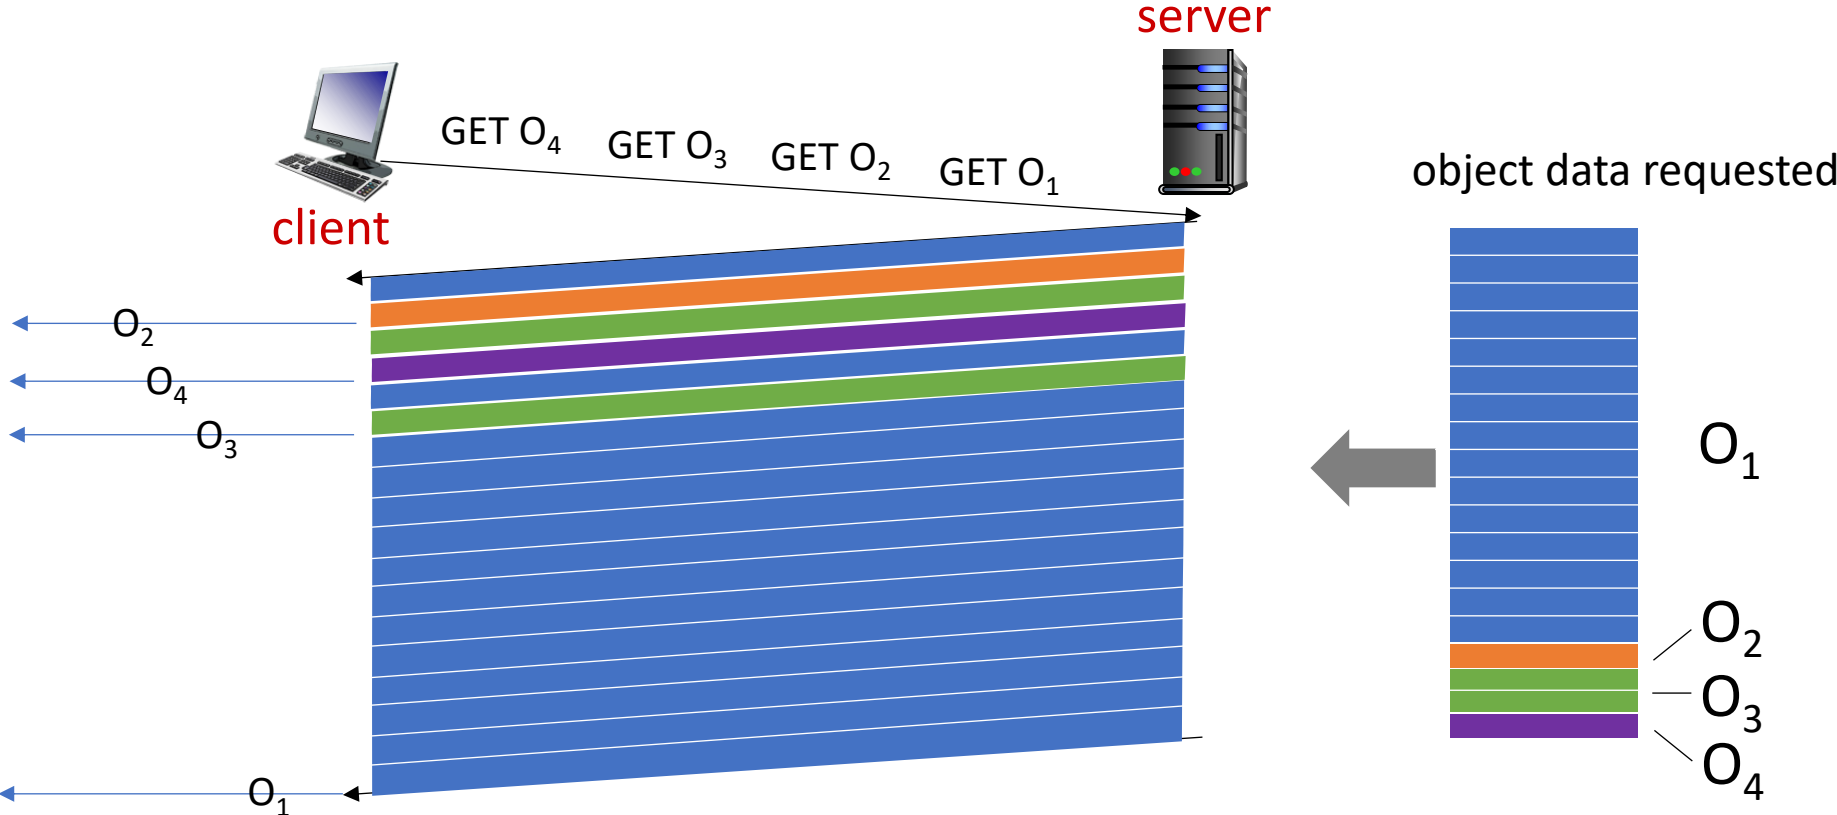 server
GET O₄ GET O₃ GET O₂ GET O₁
object data requested
client
O₂
O₄
O₃
O₁
O₁
O₂
O₃
O₄